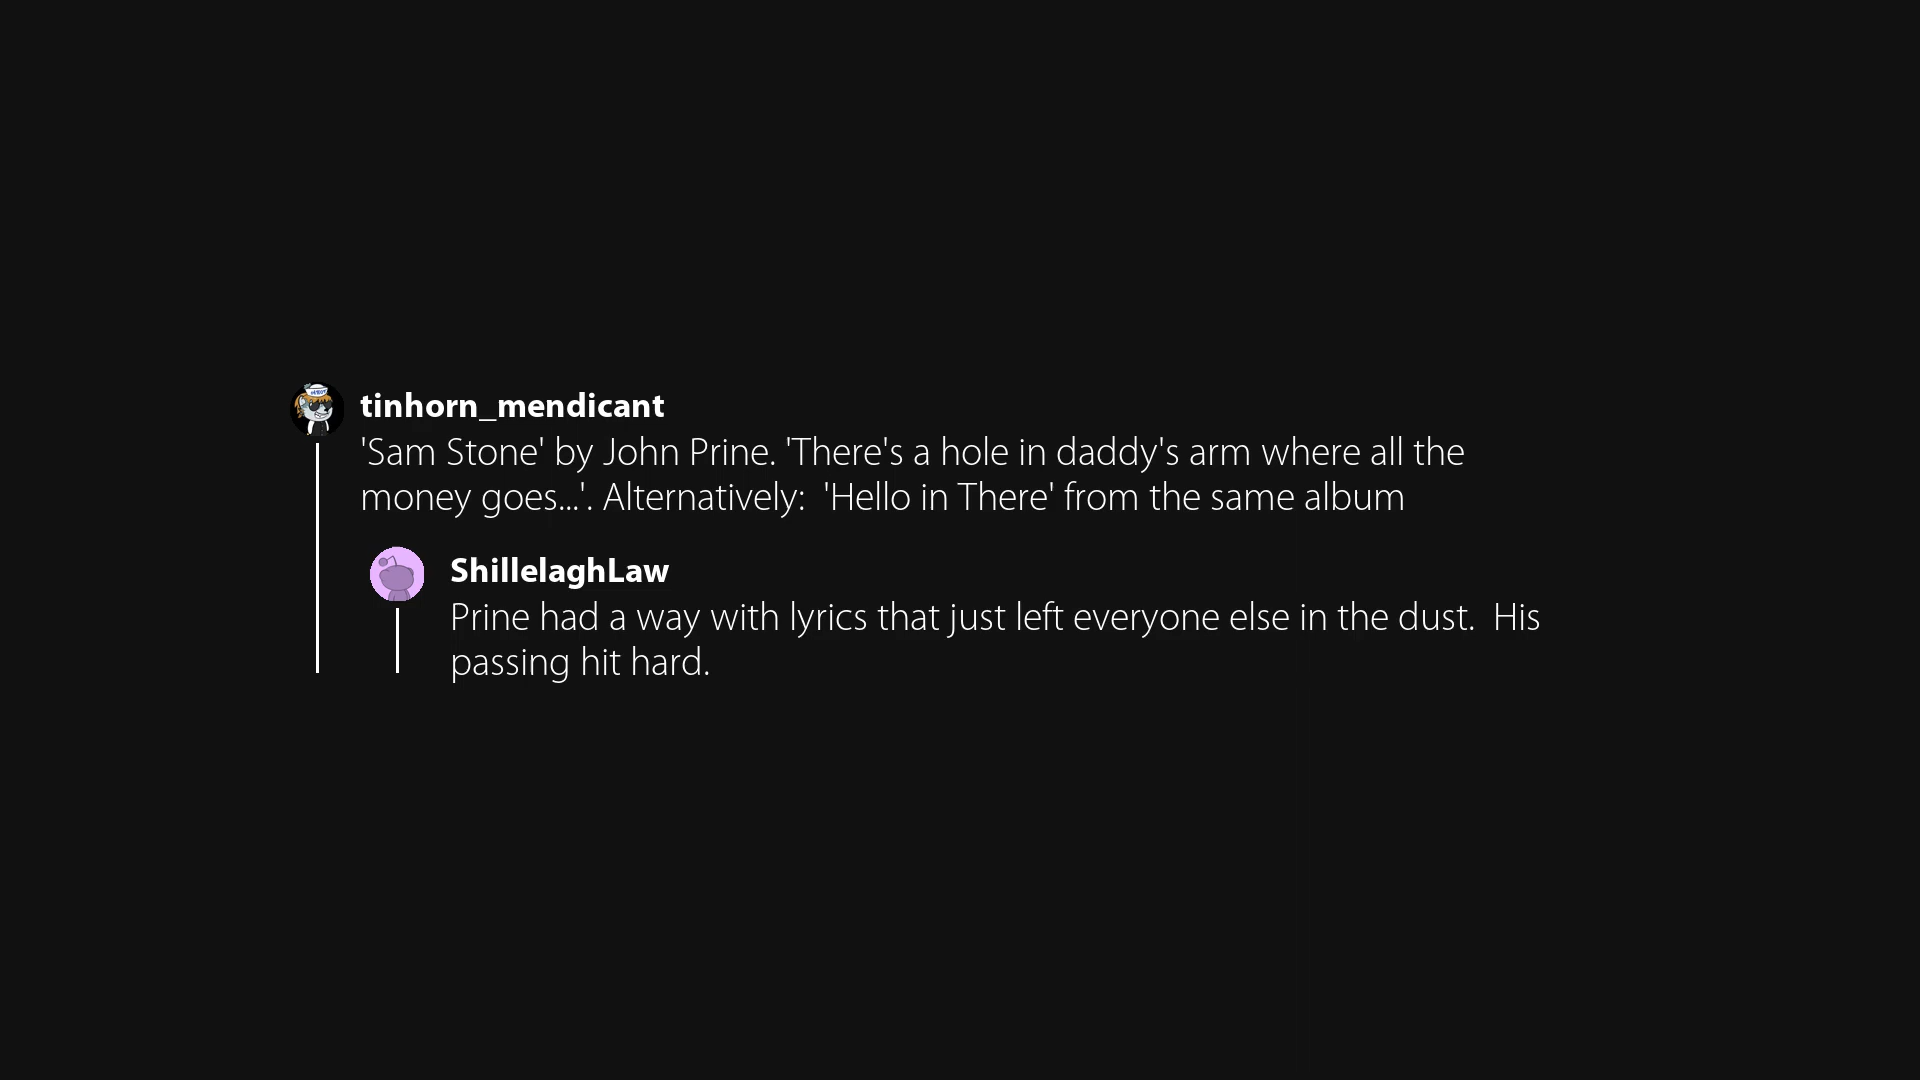 tinhorn_mendicant
'Sam Stone' by John Prine. 'There's a hole in daddy's arm where all the
money goes...'. Alternatively:  'Hello in There' from the same album
ShillelaghLaw
Prine had a way with lyrics that just left everyone else in the dust.  His
passing hit hard.